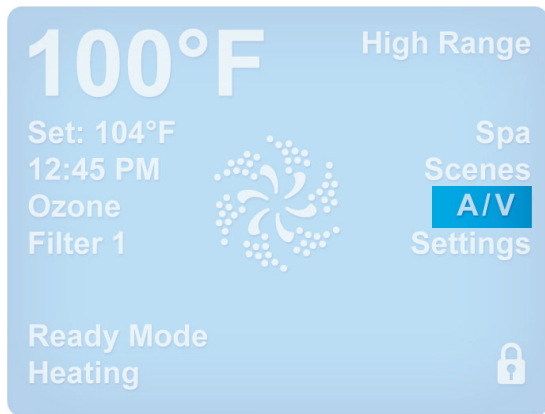 100°F
High Range
Set: 104°F
12:45 PM
Ozone
Filter 1
Spa
Scenes
A/V
Settings
Ready Mode
Heating